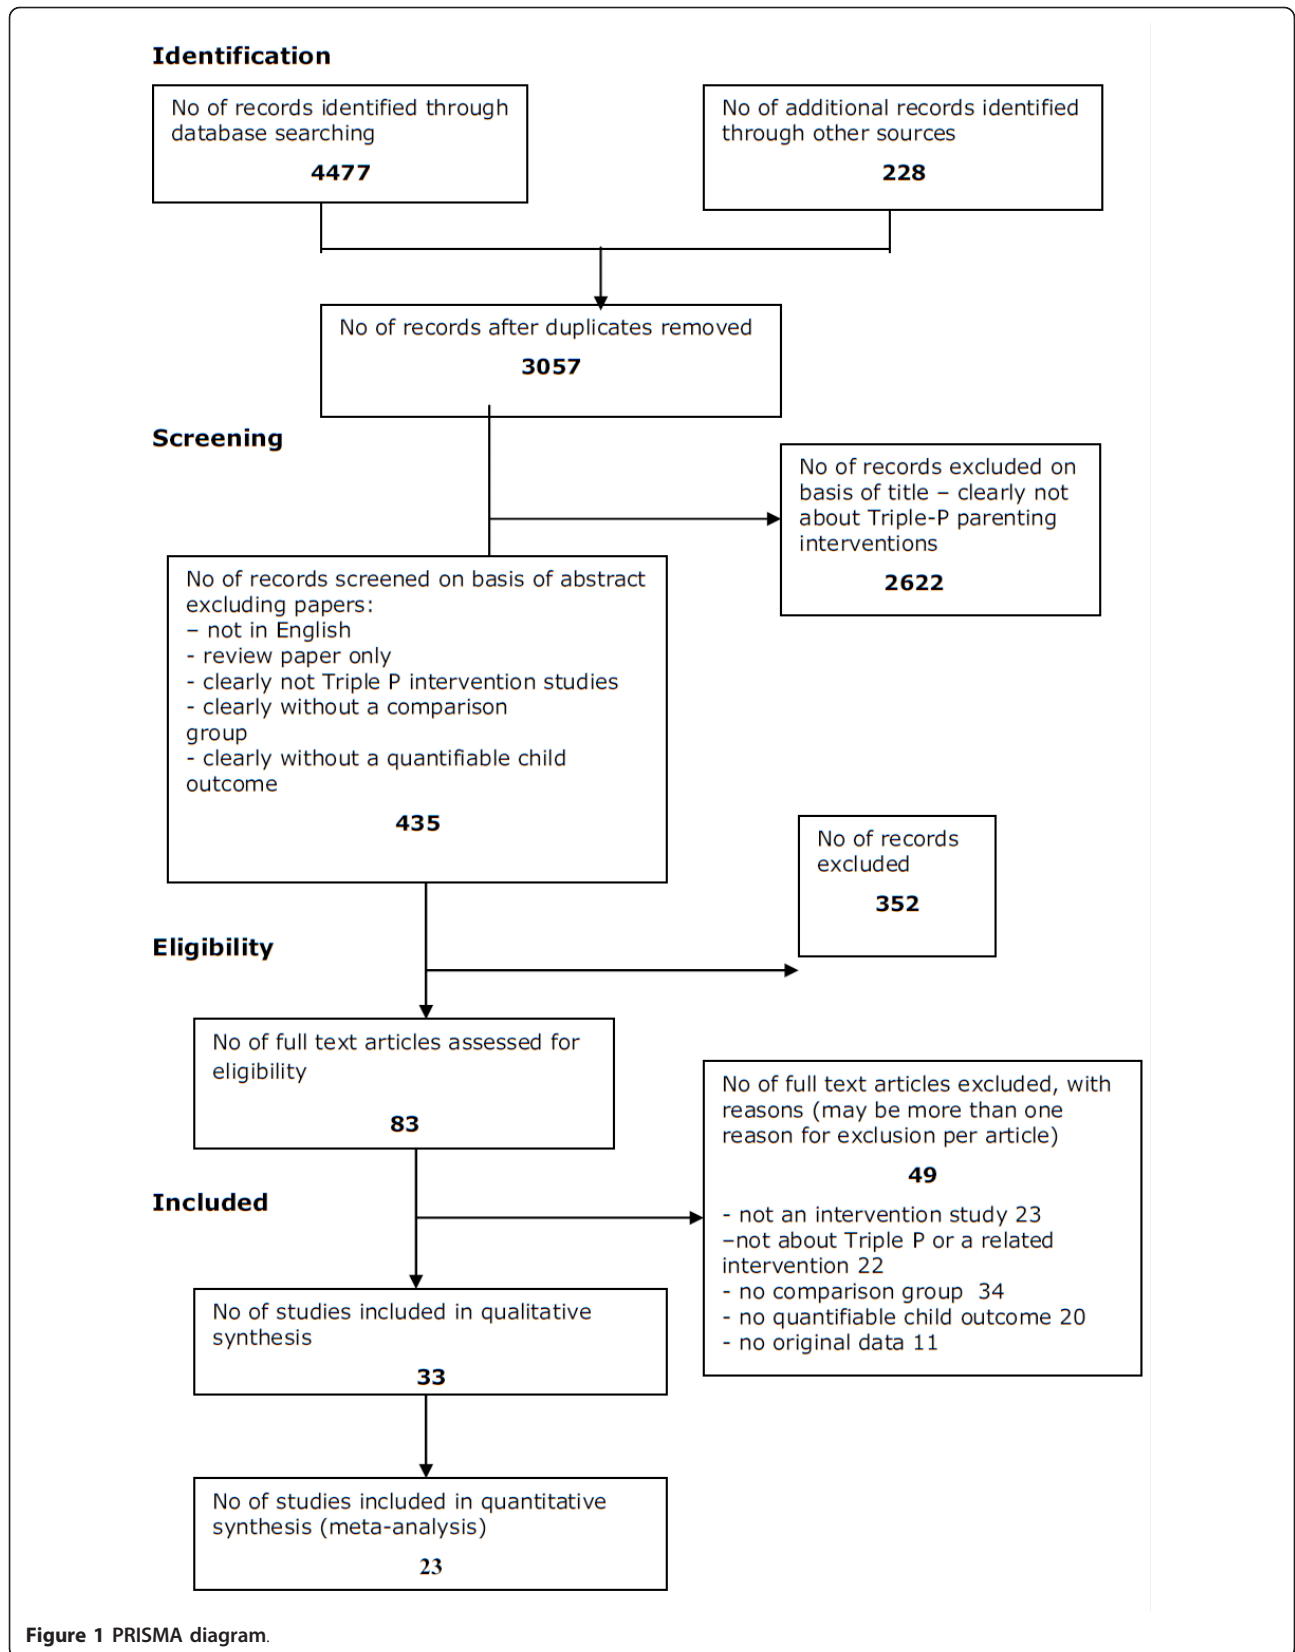 Identification
No of records identified through
database searching
4477
No of additional records identified
through other sources
228
No of records after duplicates removed
3057
Screening
No of records excluded on
basis of title – clearly not
about Triple-P parenting
interventions
2622
No of records screened on basis of abstract
excluding papers:
– not in English
- review paper only
- clearly not Triple P intervention studies
- clearly without a comparison
group
- clearly without a quantifiable child
outcome
435
No of records
excluded
352
Eligibility
No of full text articles assessed for
eligibility
83
No of full text articles excluded, with
reasons (may be more than one
reason for exclusion per article)
49
- not an intervention study 23
–not about Triple P or a related
intervention 22
- no comparison group 34
- no quantifiable child outcome 20
- no original data 11
Included
No of studies included in qualitative
synthesis
33
No of studies included in quantitative
synthesis (meta-analysis)
23
Figure 1 PRISMA diagram.